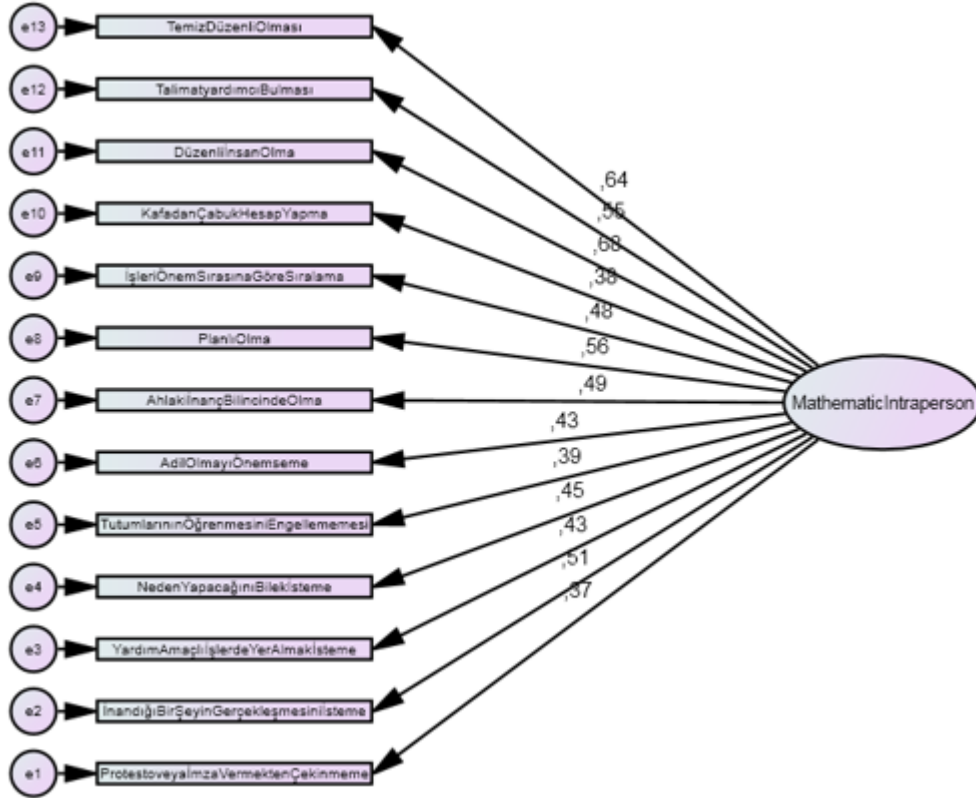 e13 TemizDüzenliOlması
e12 TalimatyardımcıBulması
e11 DüzenliİnsanOlma
e10 KafadanÇabukHesapYapma
e9 İşleriÖnemSırasınaGöreSıralama
e8 PlanlıOlma
e7 AhlakiİnançBilincindeOlma
e6 AdilOlmayıÖnemseme
e5 TutumlarınınÖğrenmesiniEngellememesi
e4 NedenYapacağınıBilekİsteme
e3 YardımAmaçlıİşlerdeYerAlmakİsteme
e2 İnandığıBirŞeyinGerçekleşmesiniİsteme
e1 ProtestoveyaİmzaVermektenÇekinmeme
,64
,55
,38
,48
,56
,49
,43
,39
,45
,43
,51
,37
MathematicIntraperson